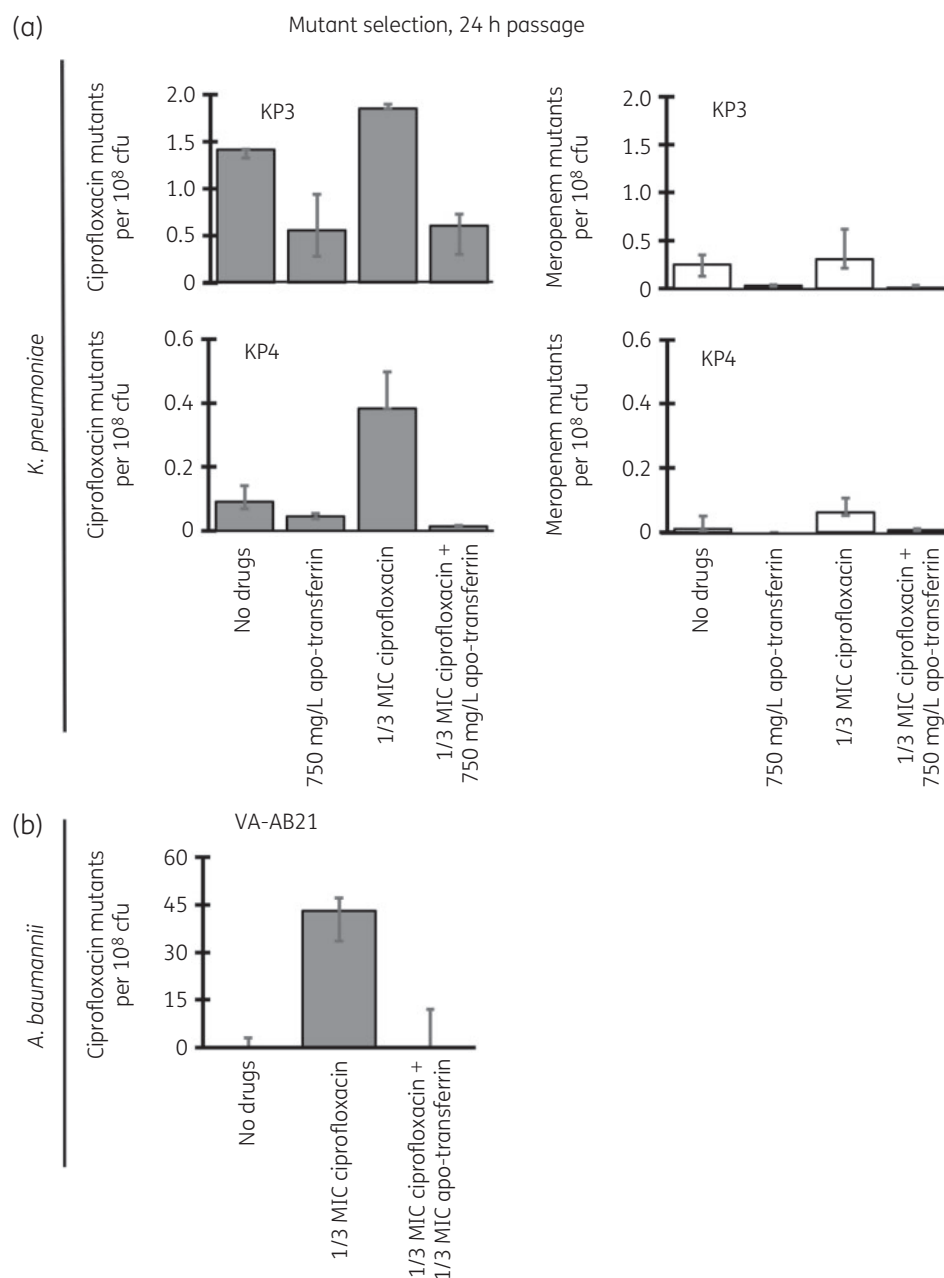 (a)
Mutant selection, 24 h passage
K. pneumoniae
Ciprofloxacin mutants
per 10⁸ cfu
2.0
1.5
1.0
0.5
0
KP3
Meropenem mutants
per 10⁸ cfu
2.0
1.5
1.0
0.5
0
KP3
Ciprofloxacin mutants
per 10⁸ cfu
0.6
0.4
0.2
0
KP4
No drugs
750 mg/L apo-transferrin
1/3 MIC ciprofloxacin
1/3 MIC ciprofloxacin +
750 mg/L apo-transferrin
Meropenem mutants
per 10⁸ cfu
0.6
0.4
0.2
0
KP4
No drugs
750 mg/L apo-transferrin
1/3 MIC ciprofloxacin
1/3 MIC ciprofloxacin +
750 mg/L apo-transferrin
(b)
A. baumannii
VA-AB21
Ciprofloxacin mutants
per 10⁸ cfu
60
45
30
15
0
No drugs
1/3 MIC ciprofloxacin
1/3 MIC ciprofloxacin +
1/3 MIC apo-transferrin